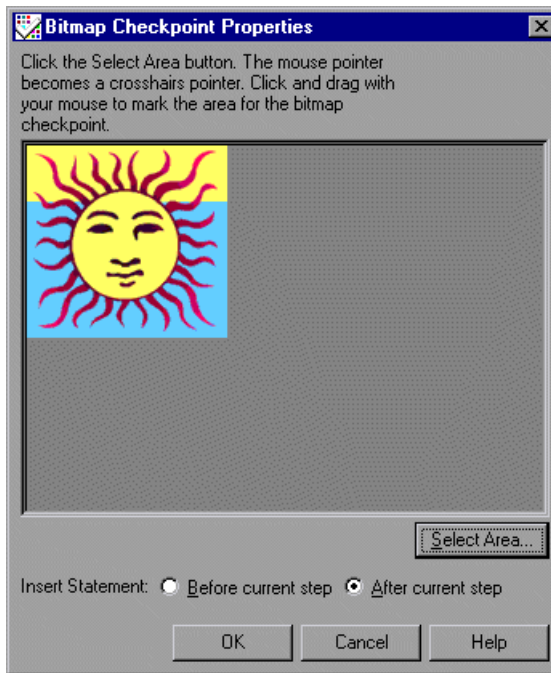 Bitmap Checkpoint Properties
Click the Select Area button. The mouse pointer
becomes a crosshairs pointer. Click and drag with
your mouse to mark the area for the bitmap
checkpoint.
Select Area...
Insert Statement: Before current step After current step
OK Cancel Help